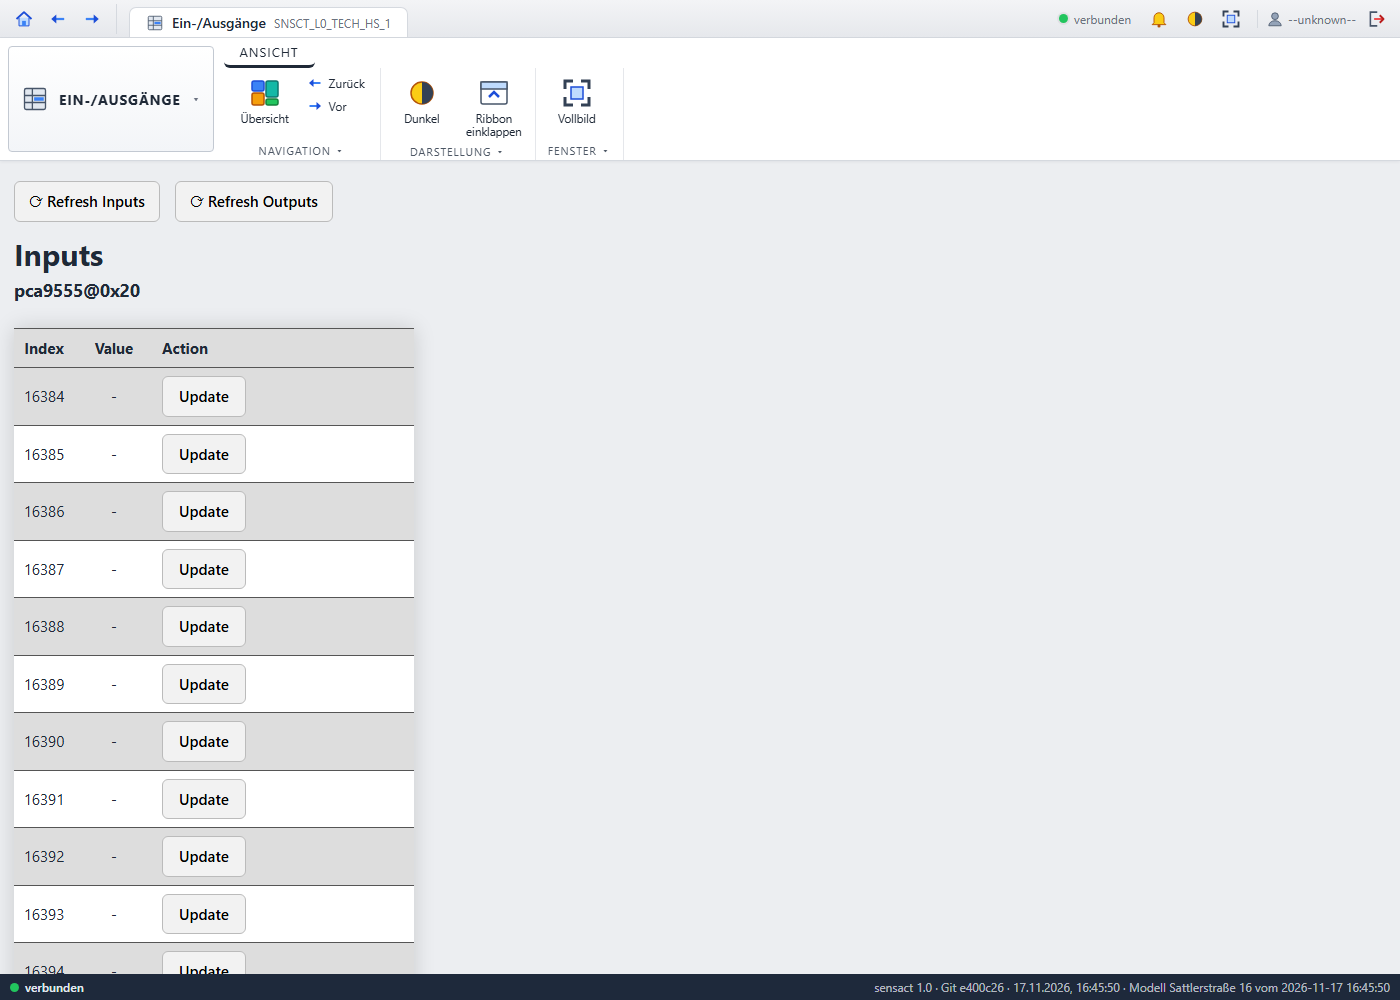 Ein-/Ausgänge SNSCT_L0_TECH_HS_1
verbunden
--unknown--
EIN-/AUSGÄNGE
ANSICHT
Übersicht
Zurück
Vor
NAVIGATION
Dunkel
Ribbon
einklappen
DARSTELLUNG
Vollbild
FENSTER
Refresh Inputs
Refresh Outputs
Inputs
pca9555@0x20
Index Value Action
16384 - Update
16385 - Update
16386 - Update
16387 - Update
16388 - Update
16389 - Update
16390 - Update
16391 - Update
16392 - Update
16393 - Update
16394 - Update
verbunden
sensact 1.0 · Git e400c26 · 17.11.2026, 16:45:50 · Modell Sattlerstraße 16 vom 2026-11-17 16:45:50